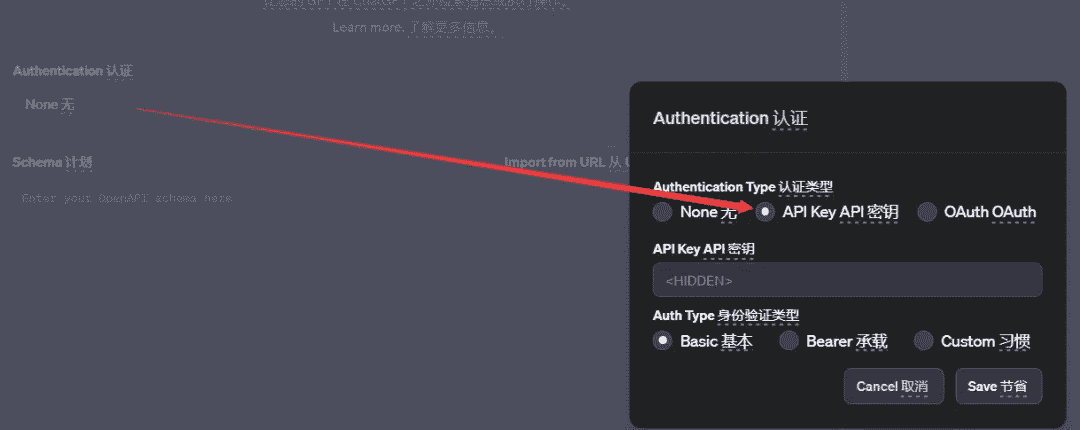 Learn more. 了解更多信息。
Authentication 认证
None 无
Schema 计划
Import from URL 从 U
Enter your OpenAPI schema here
Authentication 认证
Authentication Type 认证类型
None 无
API Key API 密钥
OAuth OAuth
API Key API 密钥
<HIDDEN>
Auth Type 身份验证类型
Basic 基本
Bearer 承载
Custom 习惯
Cancel 取消
Save 节省